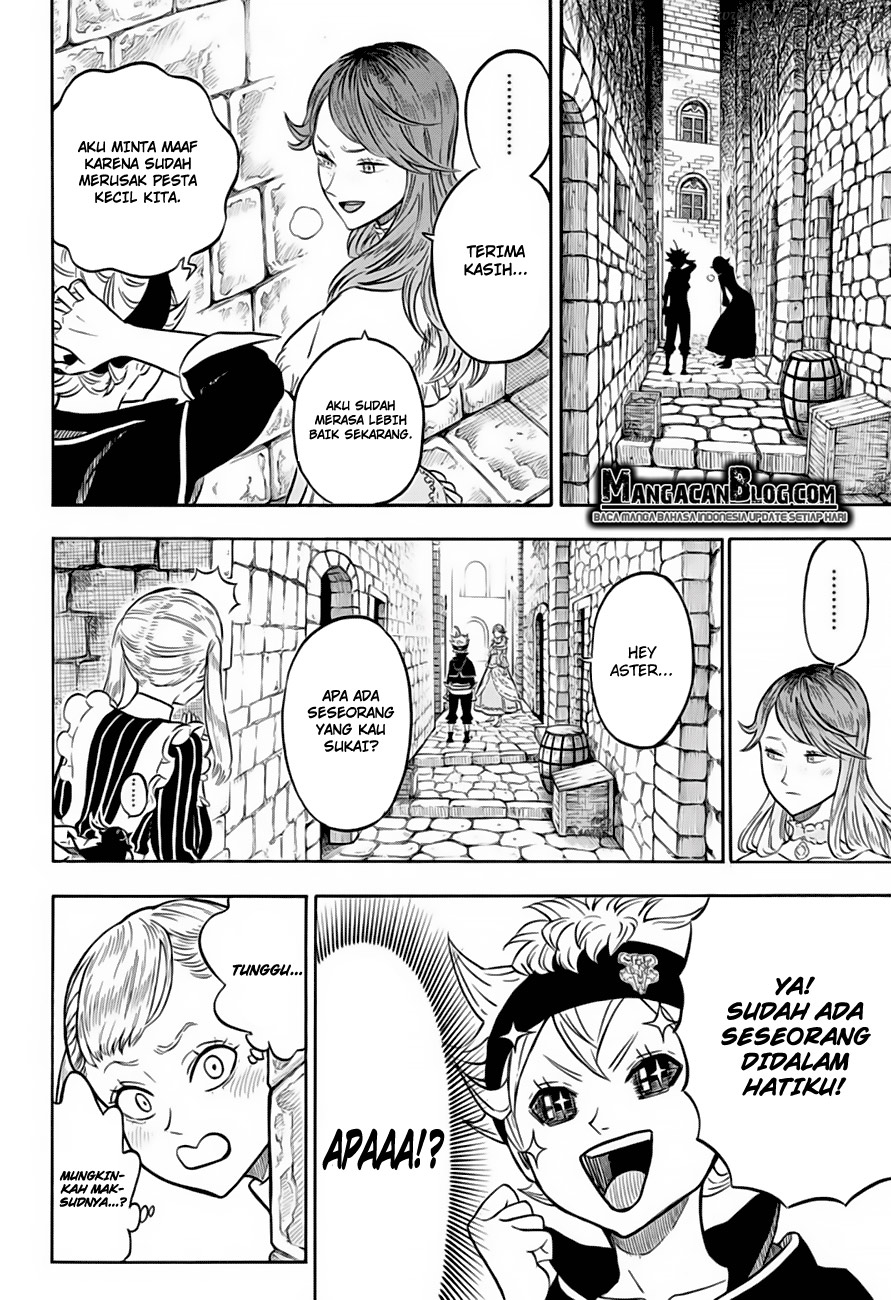 .......
TERIMA
KASIH...
AKU MINTA MAAF
KARENA SUDAH
MERUSAK PESTA
KECIL KITA.
AKU SUDAH
MERASA LEBIH
BAIK SEKARANG.
MANGACANBLOG.COM
BACA MANGA BAHASA INDONESIA UPDATE SETIAP HARI
.......
HEY
ASTER...
APA ADA
SESEORANG
YANG KAU
SUKAI?
.....
YA!
SUDAH ADA
SESEORANG
DIDALAM
HATIKU!
APAAA!?
TUNGGU...
MUNGKIN-
KAH MAK-
SUDNYA...?